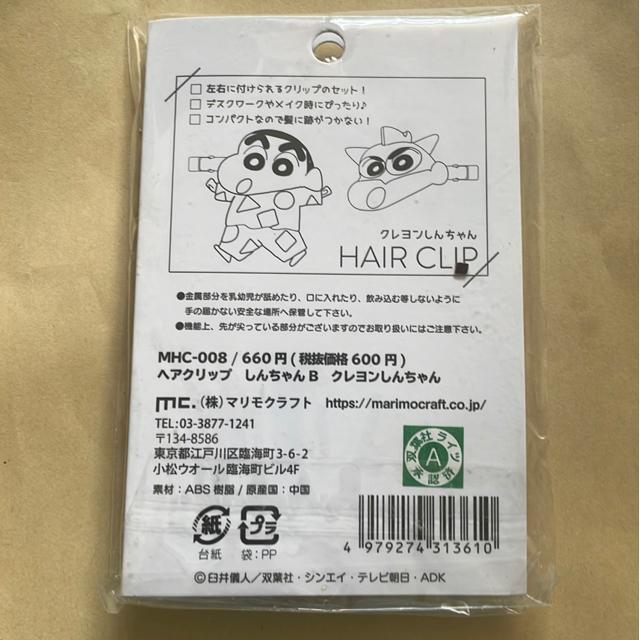 □ 左右に付けられるクリップのセット!
□ デスクワークやメイク時にぴったり♪
□ コンパクトなので髪に跡がつかない!
クレヨンしんちゃん
HAIR CLIP
●金属部分を乳幼児が舐めたり、口に入れたり、飲み込む等しないように
手の届かない安全な場所へ保管して下さい。
●機能上、先が尖っている部分がございますのでお取り扱いにはご注意下さい。
MHC-008 / 660円 (税抜価格 600円)
ヘアクリップ しんちゃん B クレヨンしんちゃん
mc. (株)マリモクラフト https://marimocraft.co.jp/
TEL:03-3877-1241
〒134-8586
東京都江戸川区臨海町3-6-2
小松ウオール臨海町ビル4F
双葉社ライツ
A
承認済
素材:ABS 樹脂 / 原産国:中国
紙 プラ
台紙 袋:PP
4 979274 313610
©臼井儀人/双葉社・シンエイ・テレビ朝日・ADK